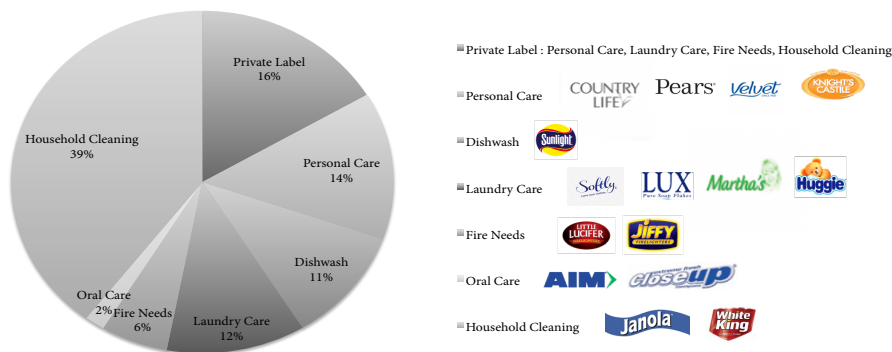 Private Label
16%
Personal Care
14%
Dishwash
11%
Laundry Care
12%
Fire Needs
6%
Oral Care
2%
Household Cleaning
39%
Private Label : Personal Care, Laundry Care, Fire Needs, Household Cleaning
Personal Care
COUNTRY
LIFE
Pears
Velvet
KNIGHT'S
CASTILE
Dishwash
Sunlight
Laundry Care
Softly
LUX
Pure Soap Flakes
Martha's
Huggie
Fire Needs
LITTLE
LUCIFER
FIRELIGHTERS
JIFFY
FIRELIGHTERS
Oral Care
AIM
closeup
Household Cleaning
Janola
White
King